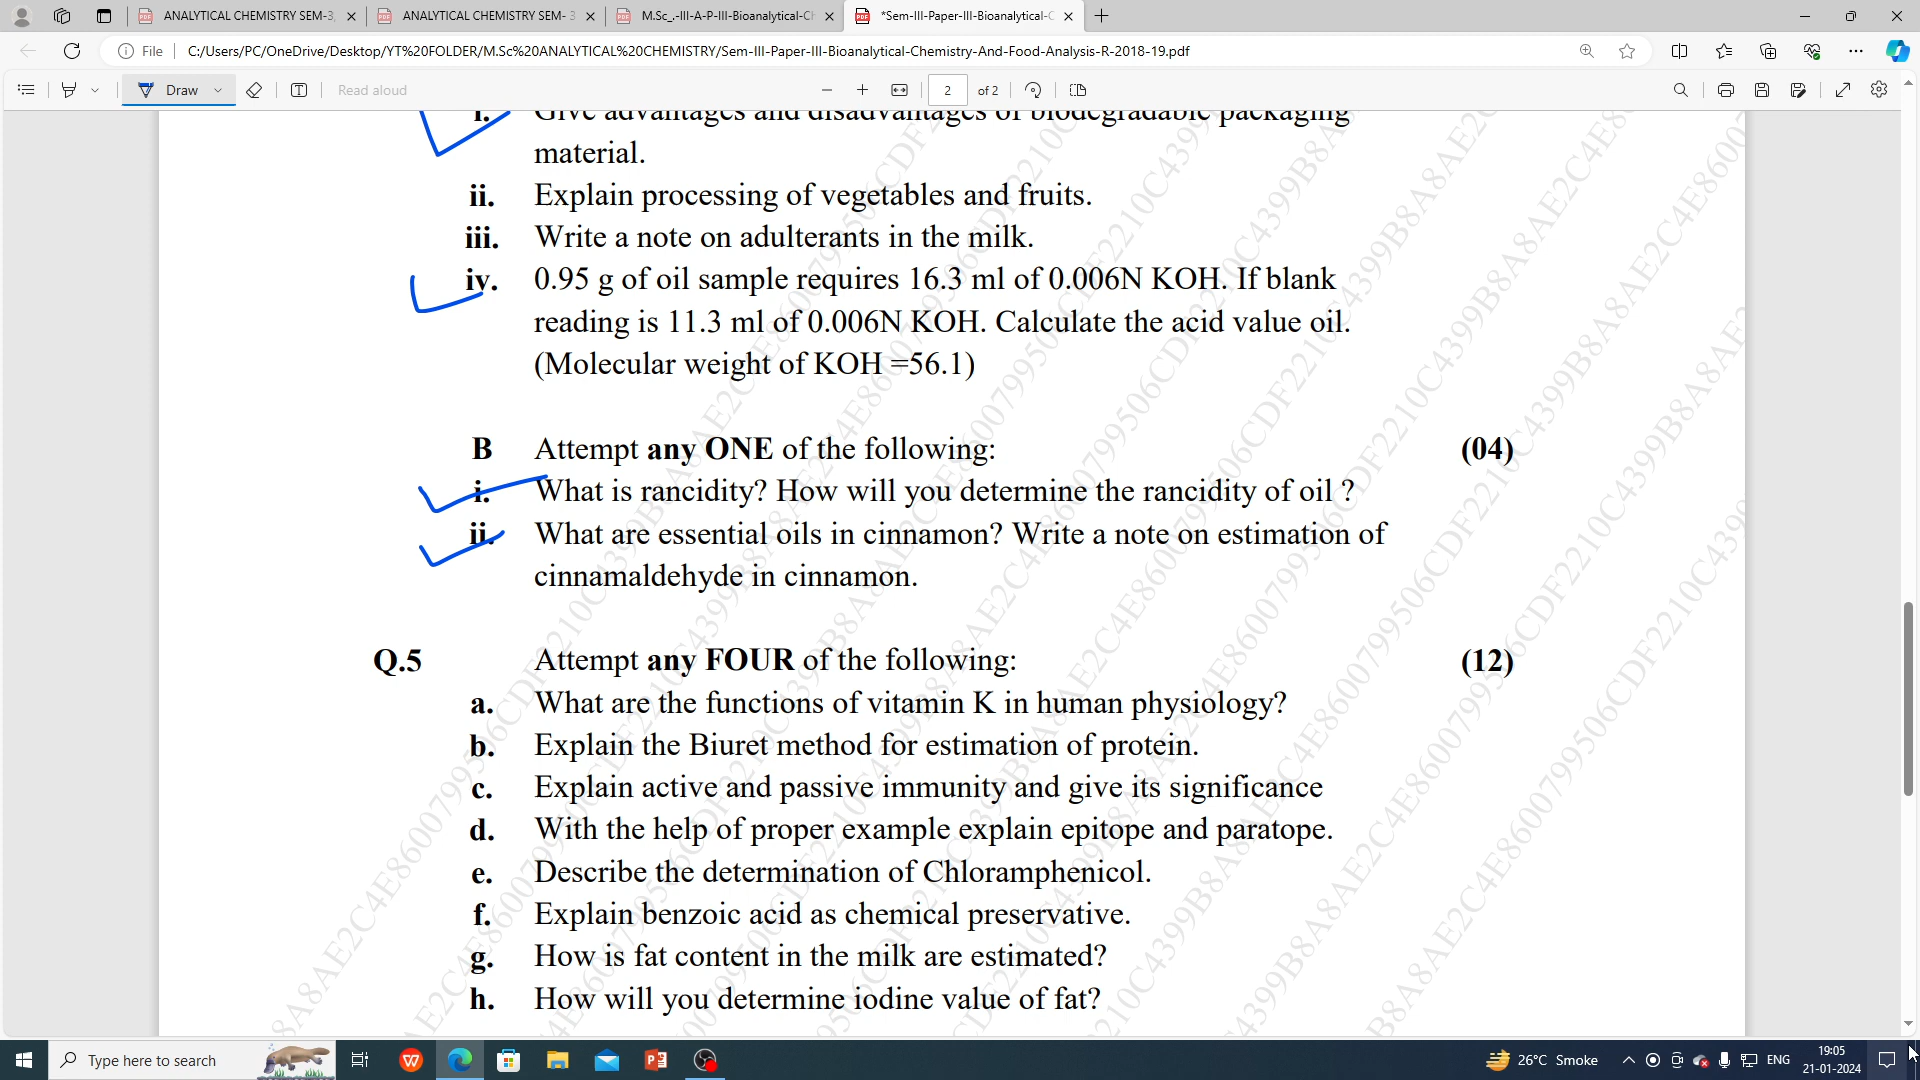 ANALYTICAL CHEMISTRY SEM-3
ANALYTICAL CHEMISTRY SEM- 3
M.Sc_.-III-A-P-III-Bioanalytical-Ch
*Sem-III-Paper-III-Bioanalytical-C
File
C:/Users/PC/OneDrive/Desktop/YT%20FOLDER/M.Sc%20ANALYTICAL%20CHEMISTRY/Sem-III-Paper-III-Bioanalytical-Chemistry-And-Food-Analysis-R-2018-19.pdf
Draw
Read aloud
2 of 2
i. Give advantages and disadvantages of biodegradable packaging
material.
ii. Explain processing of vegetables and fruits.
iii. Write a note on adulterants in the milk.
iv. 0.95 g of oil sample requires 16.3 ml of 0.006N KOH. If blank
reading is 11.3 ml of 0.006N KOH. Calculate the acid value oil.
(Molecular weight of KOH =56.1)
B Attempt any ONE of the following: (04)
i. What is rancidity? How will you determine the rancidity of oil ?
ii. What are essential oils in cinnamon? Write a note on estimation of
cinnamaldehyde in cinnamon.
Q.5 Attempt any FOUR of the following: (12)
a. What are the functions of vitamin K in human physiology?
b. Explain the Biuret method for estimation of protein.
c. Explain active and passive immunity and give its significance
d. With the help of proper example explain epitope and paratope.
e. Describe the determination of Chloramphenicol.
f. Explain benzoic acid as chemical preservative.
g. How is fat content in the milk are estimated?
h. How will you determine iodine value of fat?
Type here to search
26°C Smoke
ENG
19:05
21-01-2024